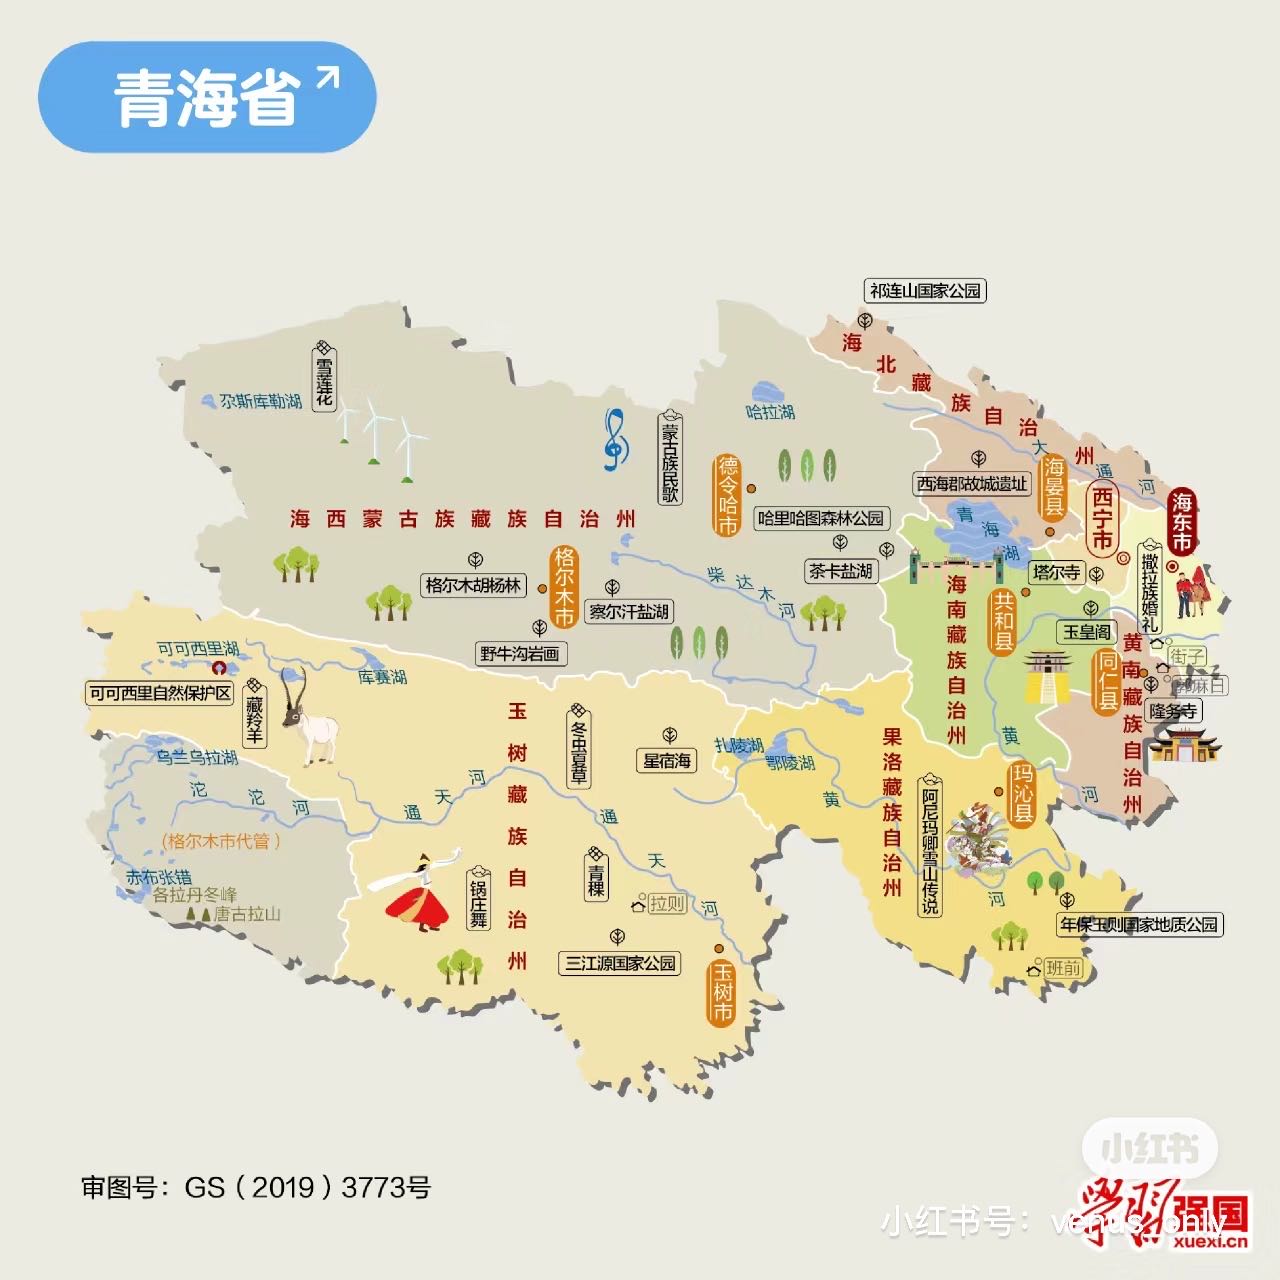 青海省
祁连山国家公园
海北藏族自治州
雪莲花
尕斯库勒湖
哈拉湖
蒙古族民歌
大通河
德令哈市
西海郡故城遗址
海晏县
西宁市
海东市
海西蒙古族藏族自治州
哈里哈图森林公园
青海湖
格尔木胡杨林
格尔木市
察尔汗盐湖
柴达木河
茶卡盐湖
塔尔寺
撒拉族婚礼
海南藏族自治州
共和县
玉皇阁
野牛沟岩画
可可西里湖
库赛湖
可可西里自然保护区
藏羚羊
同仁县
黄南藏族自治州
街子
隆务寺
玉树藏族自治州
冬虫夏草
星宿海
扎陵湖
鄂陵湖
果洛藏族自治州
黄河
乌兰乌拉湖
沱沱河
通天河
通天河
黄河
阿尼玛卿雪山传说
玛沁县
(格尔木市代管)
赤布张错
各拉丹冬峰
唐古拉山
锅庄舞
青稞
拉则
三江源国家公园
玉树市
年保玉则国家地质公园
班前
审图号：GS（2019）3773号
小红书
小红书号：venus_only
学习强国
xuexi.cn